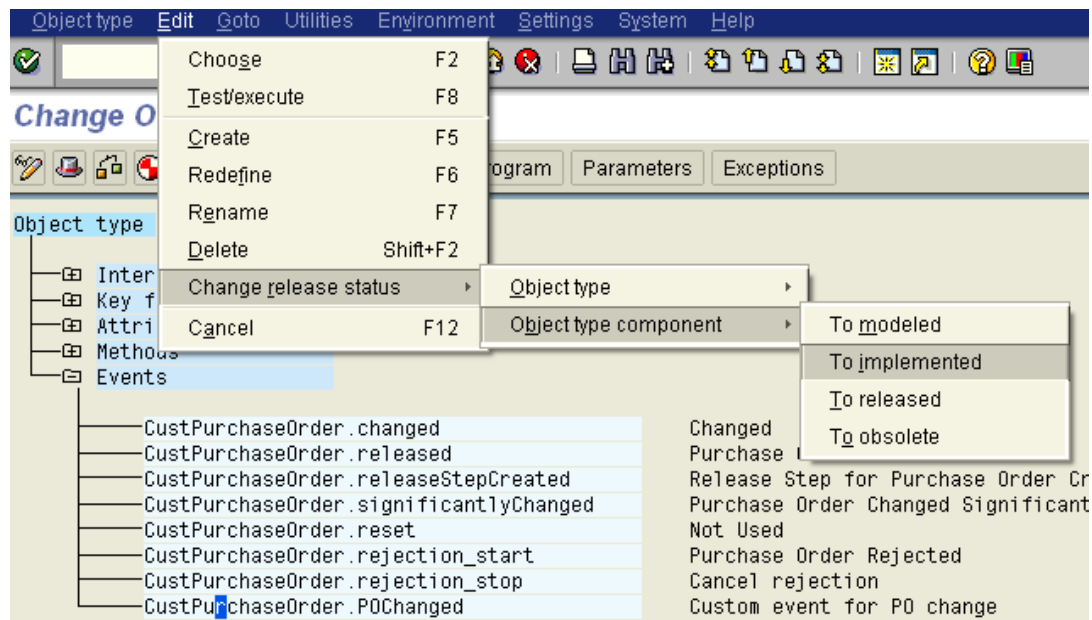 Object type Edit Goto Utilities Environment Settings System Help
Choose F2
Test/execute F8
Change O
Create F5
Redefine F6
ogram Parameters Exceptions
Rename F7
Object type
Delete Shift+F2
Inter
Change release status
Object type
Key f
Attri
Cancel F12
Object type component
To modeled
Methods
To implemented
Events
To released
To obsolete
CustPurchaseOrder.changed Changed
CustPurchaseOrder.released Purchase
CustPurchaseOrder.releaseStepCreated Release Step for Purchase Order Cr
CustPurchaseOrder.significantlyChanged Purchase Order Changed Significant
CustPurchaseOrder.reset Not Used
CustPurchaseOrder.rejection_start Purchase Order Rejected
CustPurchaseOrder.rejection_stop Cancel rejection
CustPurchaseOrder.POChanged Custom event for PO change